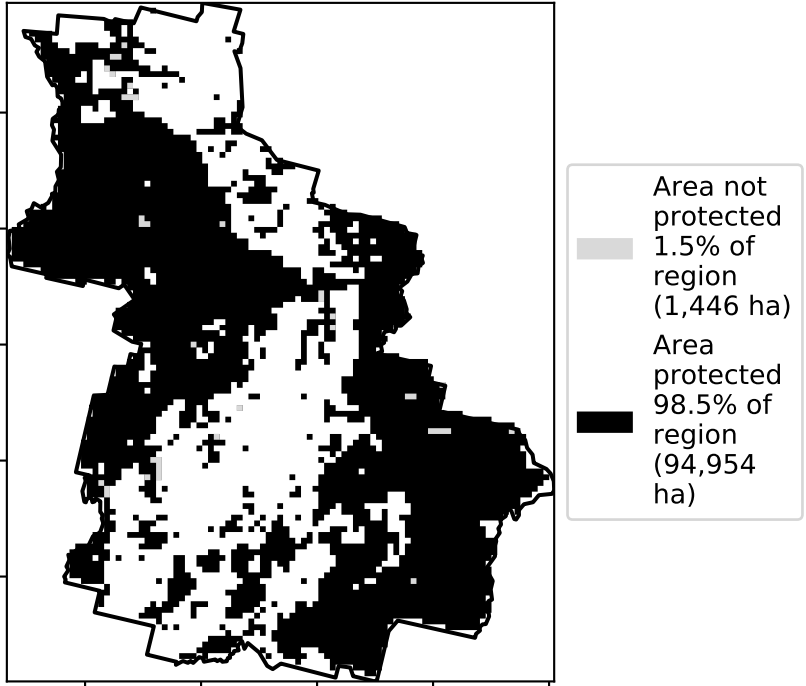 Area not
protected
1.5% of
region
(1,446 ha)
Area
protected
98.5% of
region
(94,954
ha)